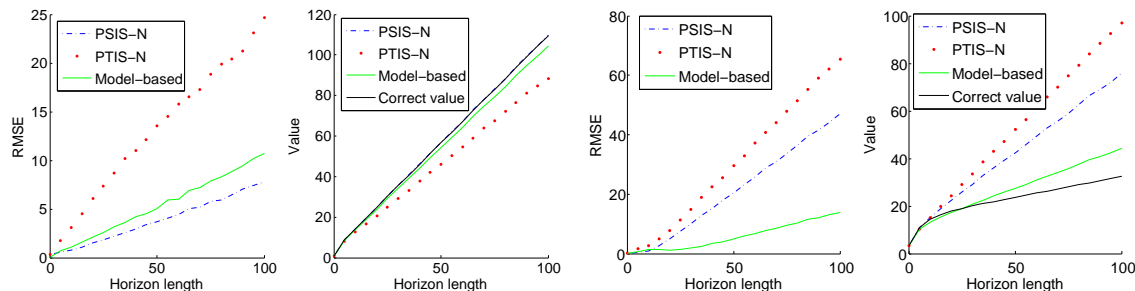 25
20
15
10
5
0
RMSE
PSIS−N
PTIS−N
Model−based
0
50
100
Horizon length
120
100
80
60
40
20
0
Value
PSIS−N
PTIS−N
Model−based
Correct value
0
50
100
Horizon length
80
60
40
20
0
RMSE
PSIS−N
PTIS−N
Model−based
0
50
100
Horizon length
100
80
60
40
20
0
Value
PSIS−N
PTIS−N
Model−based
Correct value
0
50
100
Horizon length